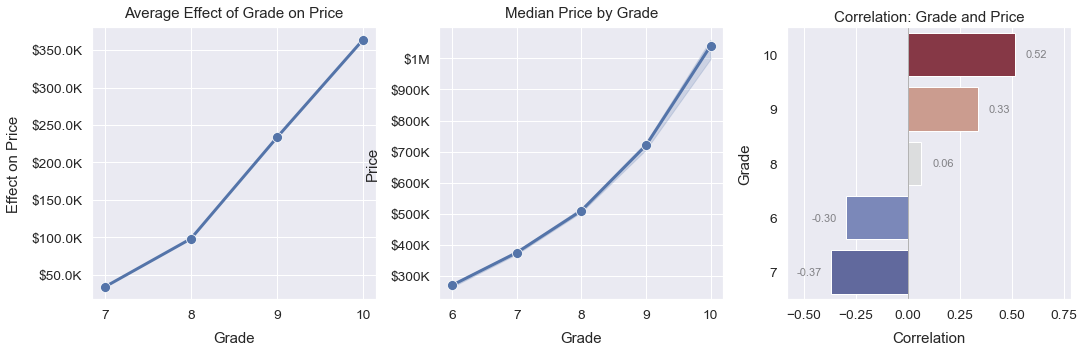 Average Effect of Grade on Price
Effect on Price
$350.0K
$300.0K
$250.0K
$200.0K
$150.0K
$100.0K
$50.0K
7 8 9 10
Grade
Median Price by Grade
Price
$1M
$900K
$800K
$700K
$600K
$500K
$400K
$300K
6 7 8 9 10
Grade
Correlation: Grade and Price
Grade
10 0.52
9 0.33
8 0.06
6 -0.30
7 -0.37
−0.50 −0.25 0.00 0.25 0.50 0.75
Correlation